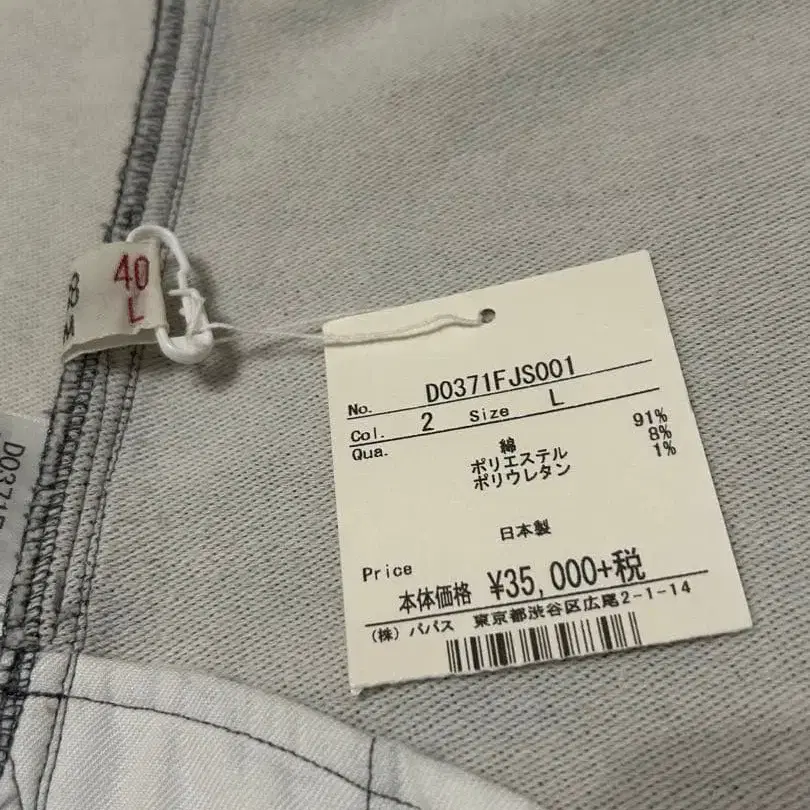 40
L
8
M
D0371F
No. D0371FJS001
Col. 2 Size L
Qua. 綿 91%
ポリエステル 8%
ポリウレタン 1%
日本製
Price
本体価格 ¥35,000+税
(株) パパス 東京都渋谷区広尾2-1-14